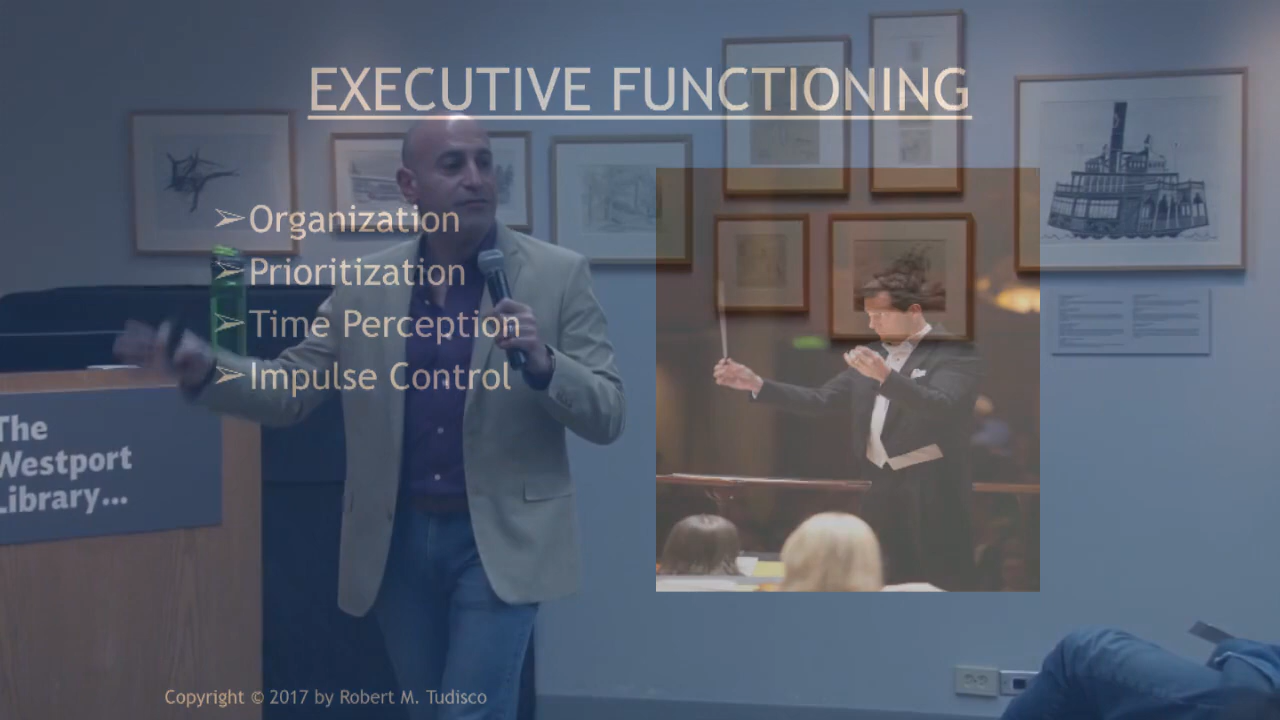 EXECUTIVE FUNCTIONING
➢Organization
➢Prioritization
➢Time Perception
➢Impulse Control
The
Westport
Library...
Copyright © 2017 by Robert M. Tudisco